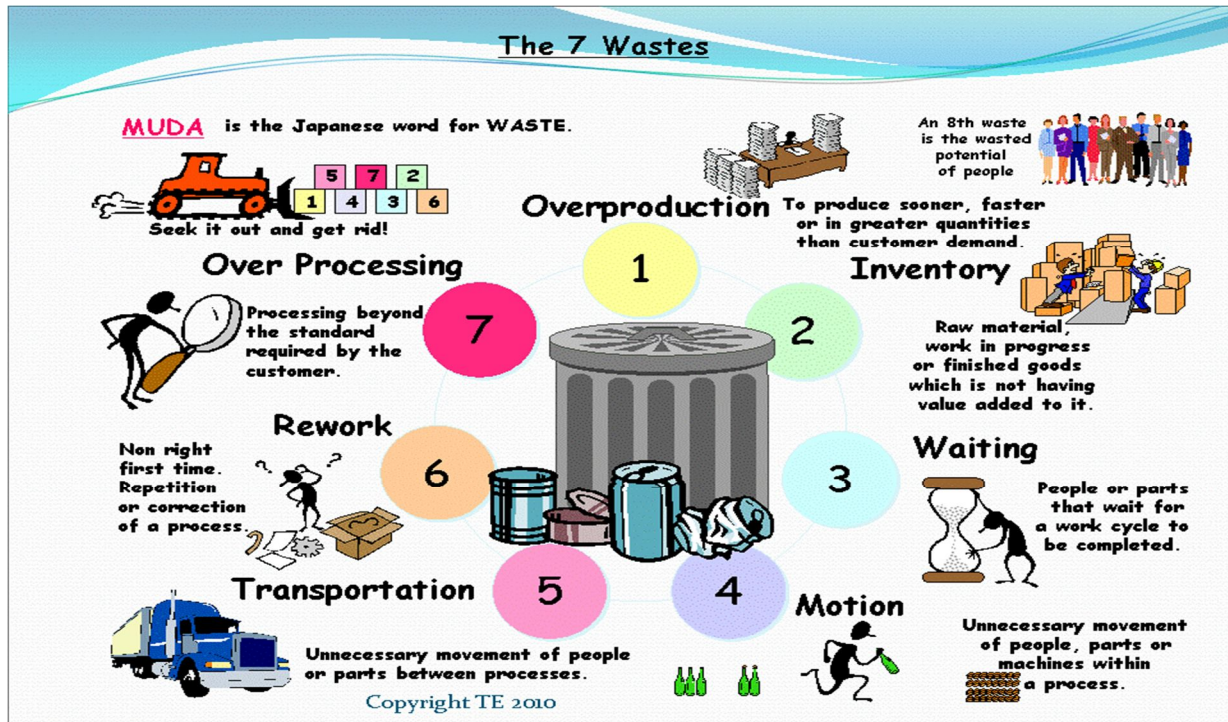 The 7 Wastes
MUDA is the Japanese word for WASTE.
5 7 2
1 4 3 6
Seek it out and get rid!
An 8th waste
is the wasted
potential
of people
Overproduction
To produce sooner, faster
or in greater quantities
than customer demand.
1
Inventory
2
Raw material,
work in progress
or finished goods
which is not having
value added to it.
Waiting
3
People or parts
that wait for
a work cycle to
be completed.
Motion
4
Unnecessary movement
of people, parts or
machines within
a process.
Transportation
5
Unnecessary movement of people
or parts between processes.
Rework
6
Non right
first time.
Repetition
or correction
of a process.
? ?
Over Processing
7
Processing beyond
the standard
required by the
customer.
Copyright TE 2010